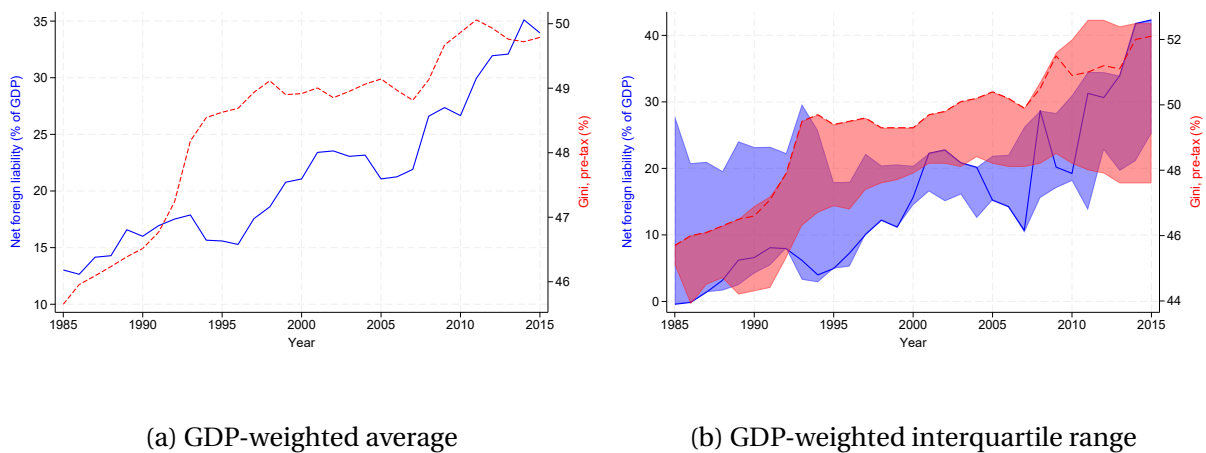 35
30
25
20
15
10
Net foreign liability (% of GDP)
50
49
48
47
46
Gini, pre-tax (%)
1985 1990 1995 2000 2005 2010 2015
Year
(a) GDP-weighted average
40
30
20
10
0
Net foreign liability (% of GDP)
52
50
48
46
44
Gini, pre-tax (%)
1985 1990 1995 2000 2005 2010 2015
Year
(b) GDP-weighted interquartile range